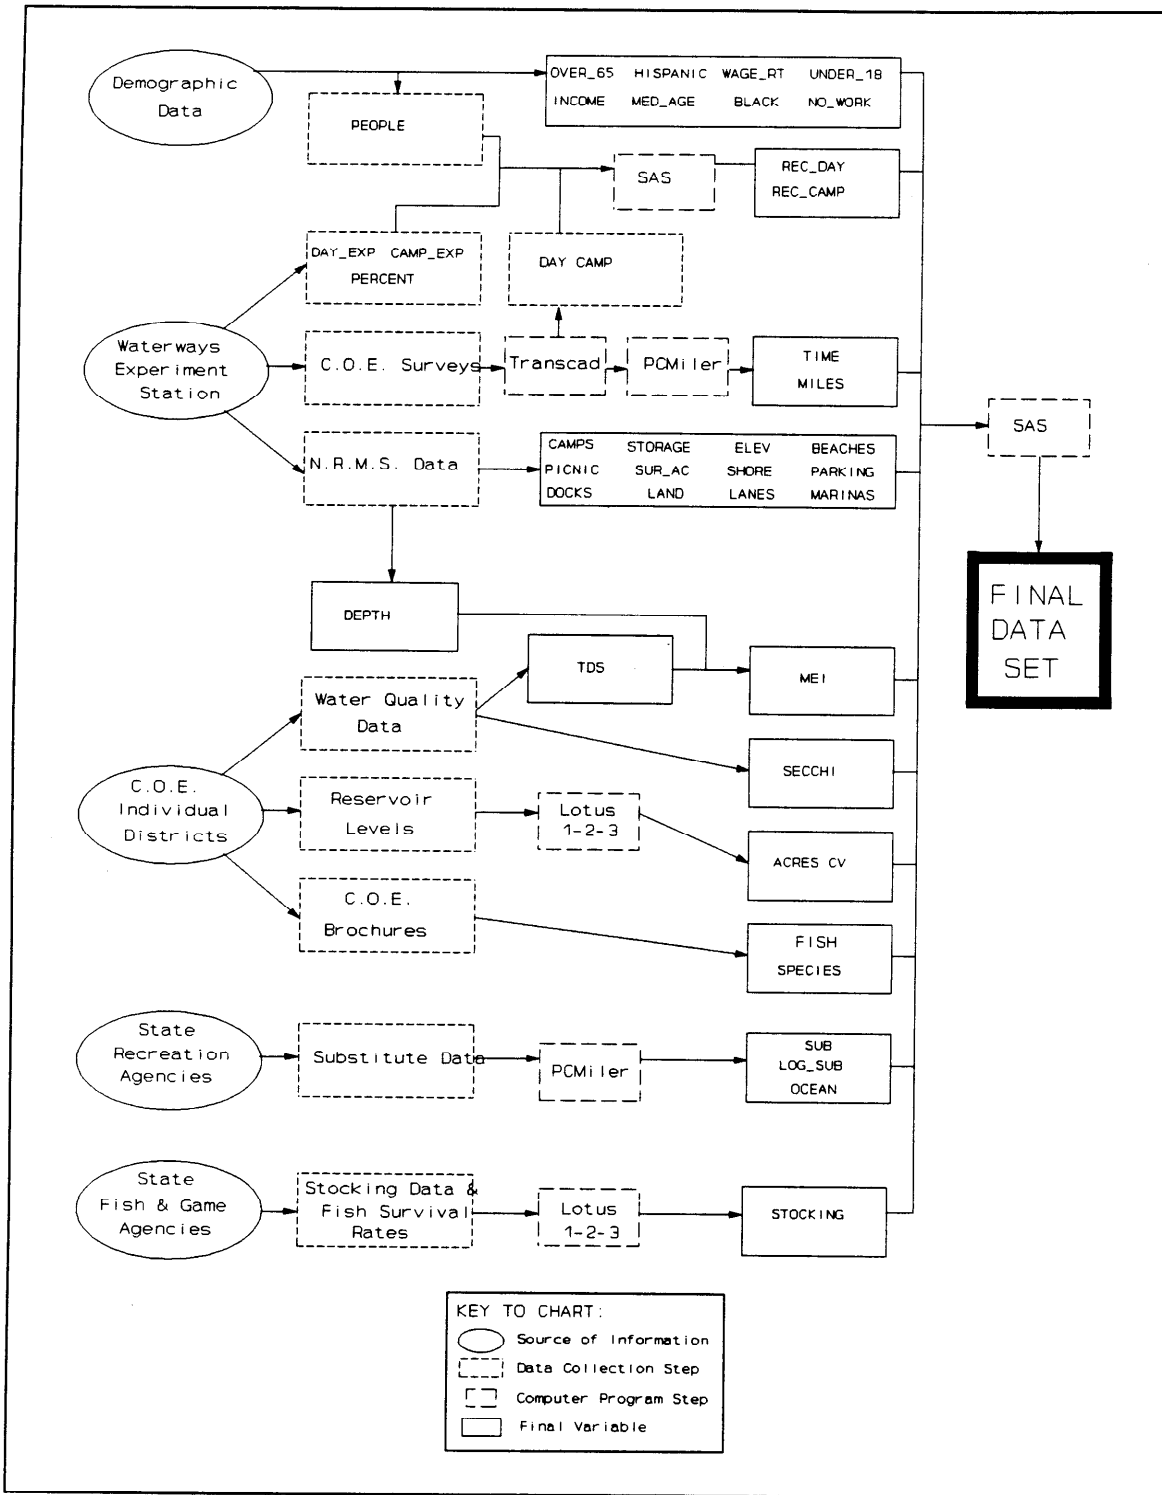 Demographic
Data
OVER_65 HISPANIC WAGE_RT UNDER_18
INCOME MED_AGE BLACK NO_WORK
PEOPLE
SAS
REC_DAY
REC_CAMP
DAY_EXP CAMP_EXP
PERCENT
DAY CAMP
Waterways
Experiment
Station
C.O.E. Surveys
Transcad
PCMiler
TIME
MILES
SAS
N.R.M.S. Data
CAMPS STORAGE ELEV BEACHES
PICNIC SUR_AC SHORE PARKING
DOCKS LAND LANES MARINAS
FINAL
DATA
SET
DEPTH
TDS
MEI
Water Quality
Data
SECCHI
C.O.E.
Individual
Districts
Reservoir
Levels
Lotus
1-2-3
ACRES CV
C.O.E.
Brochures
FISH
SPECIES
State
Recreation
Agencies
Substitute Data
PCMiler
SUB
LOG_SUB
OCEAN
State
Fish & Game
Agencies
Stocking Data &
Fish Survival
Rates
Lotus
1-2-3
STOCKING
KEY TO CHART:
Source of Information
Data Collection Step
Computer Program Step
Final Variable